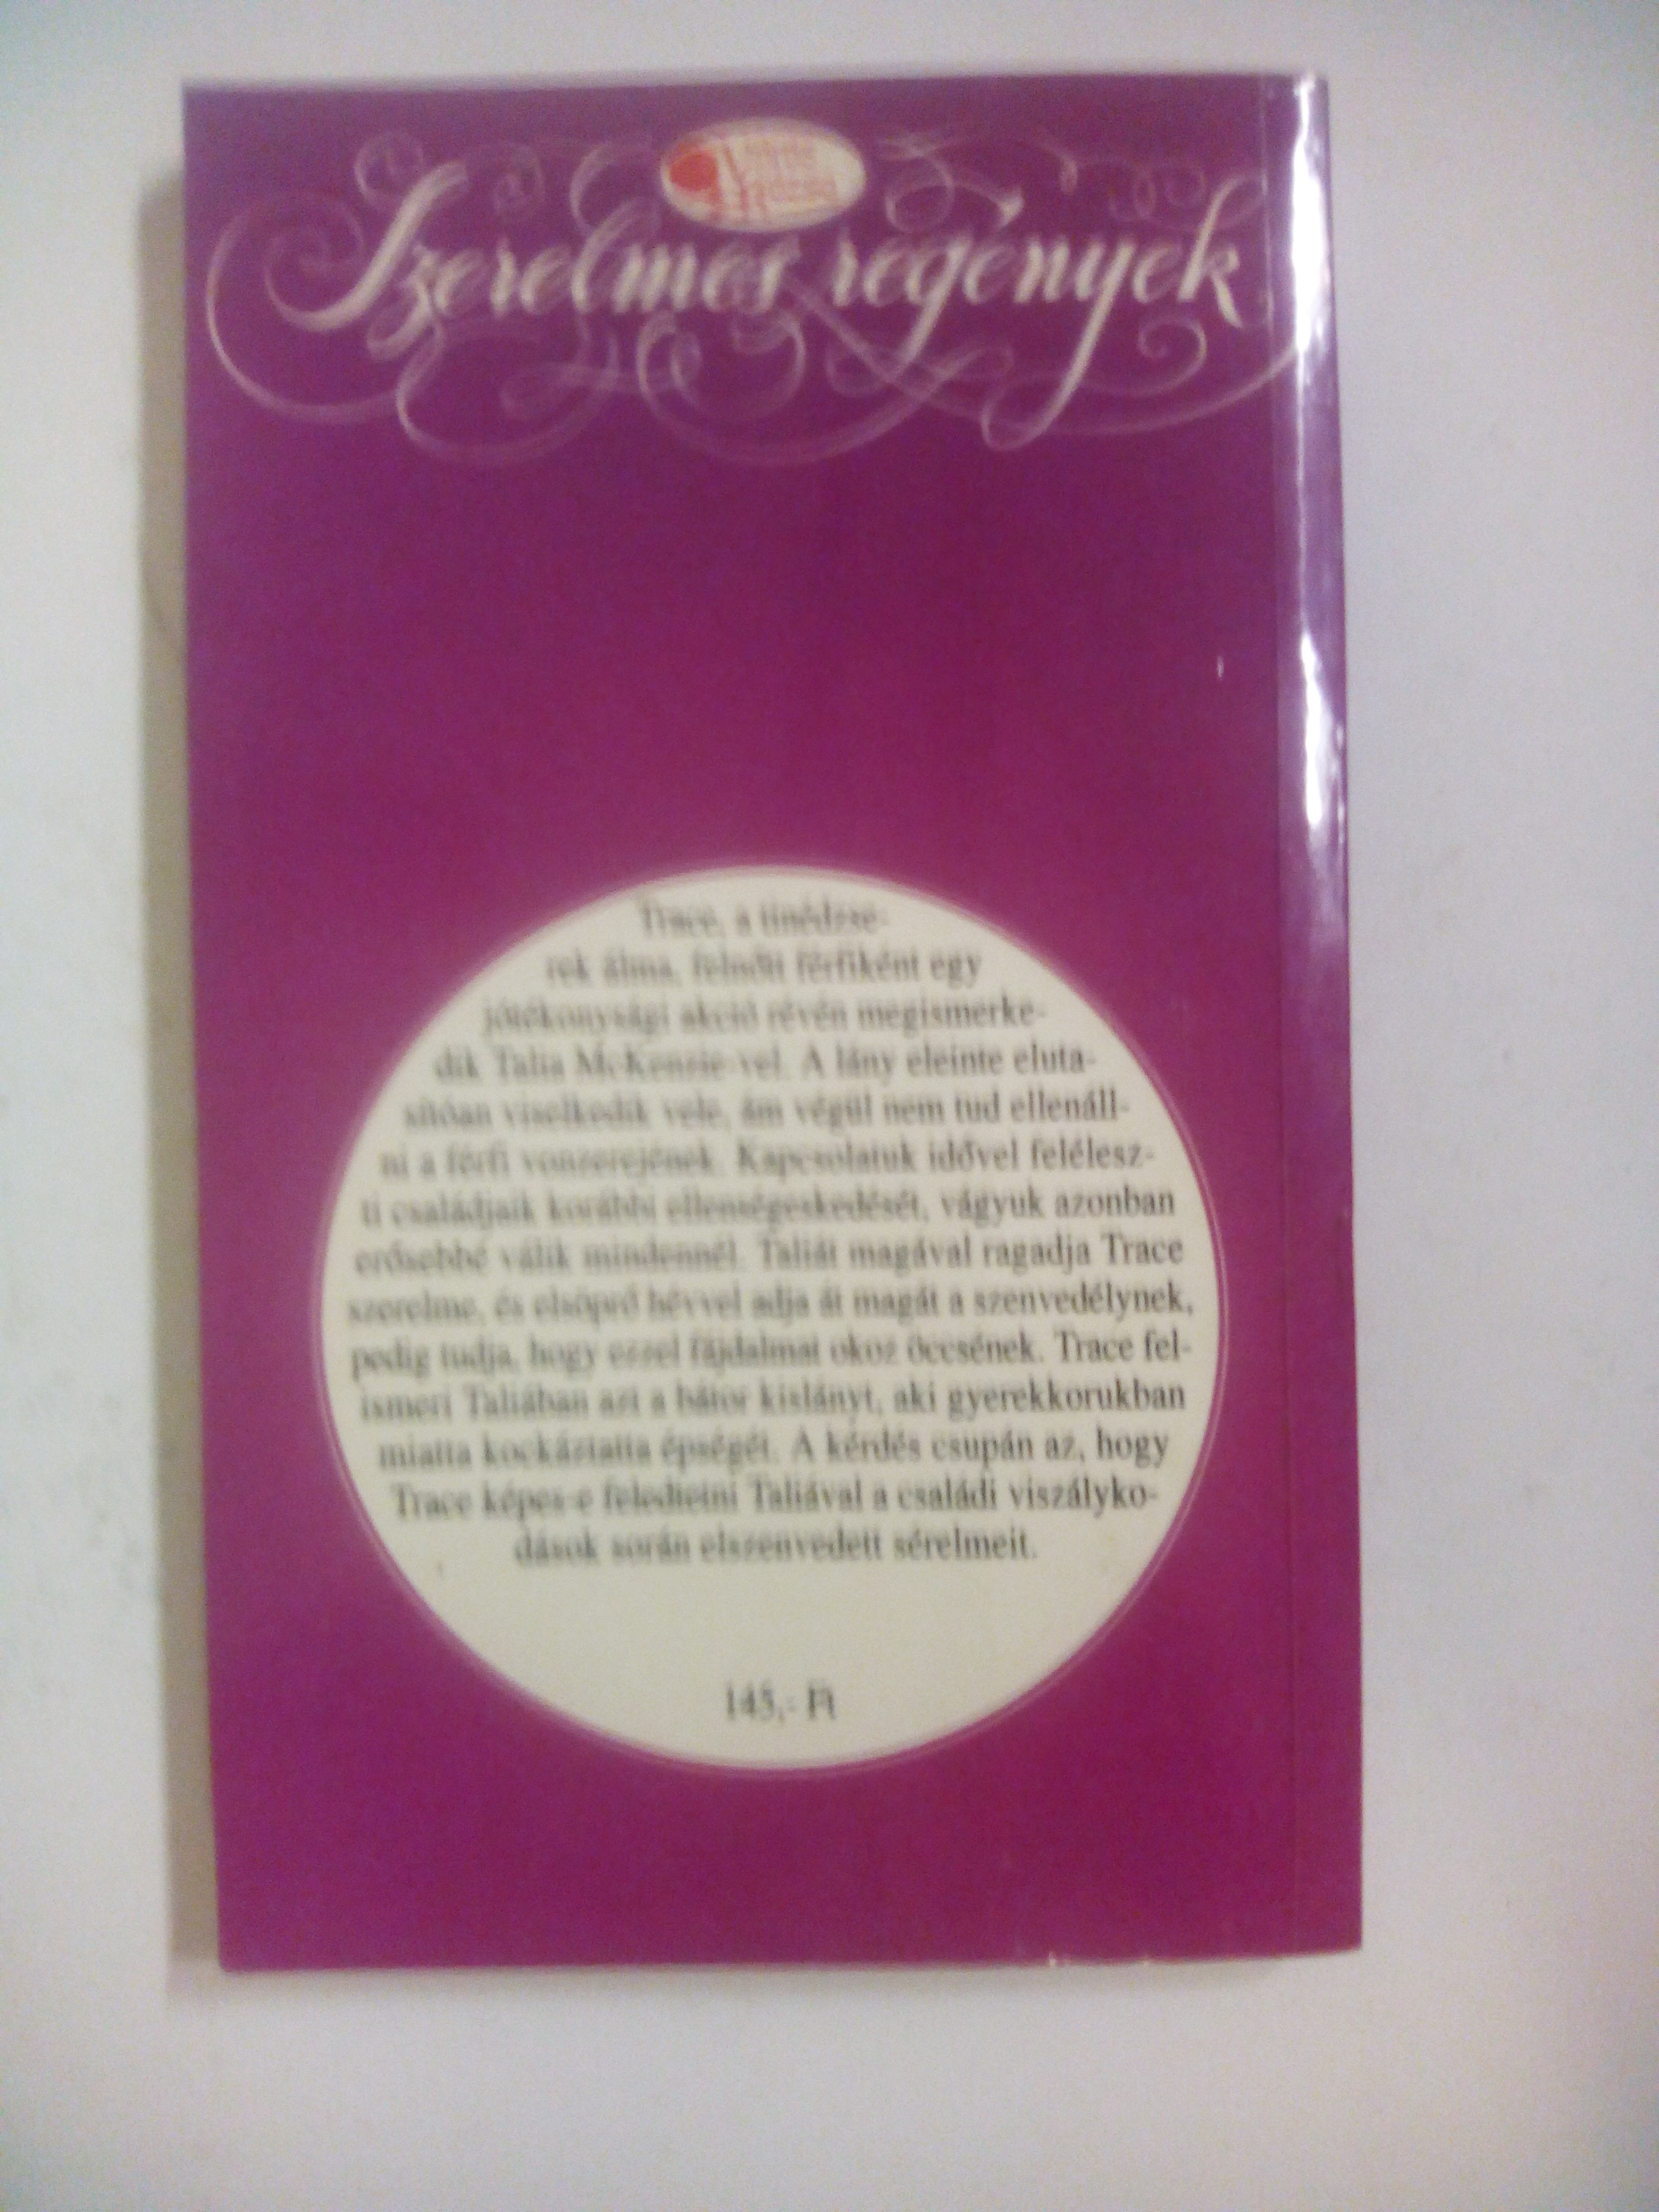 Szerelmes regények
Trace, a tinédzse-
rek álma, felnőtt férfiként egy
jótékonysági akció révén megismerke-
dik Talia McKenzie-vel. A lány eleinte eluta-
sítóan viselkedik vele, ám végül nem tud ellenáll-
ni a férfi vonzerejének. Kapcsolatuk idővel felélesz-
ti családjaik korábbi ellenségeskedését, vágyuk azonban
erősebbé válik mindennél. Taliát magával ragadja Trace
szerelme, és elsöprő hévvel adja át magát a szenvedélynek,
pedig tudja, hogy ezzel fájdalmat okoz öccsének. Trace fel-
ismeri Taliában azt a bátor kislányt, aki gyerekkorukban
miatta kockáztatta épségét. A kérdés csupán az, hogy
Trace képes-e feledtetni Taliával a családi viszályko-
dások során elszenvedett sérelmeit.
145,- Ft